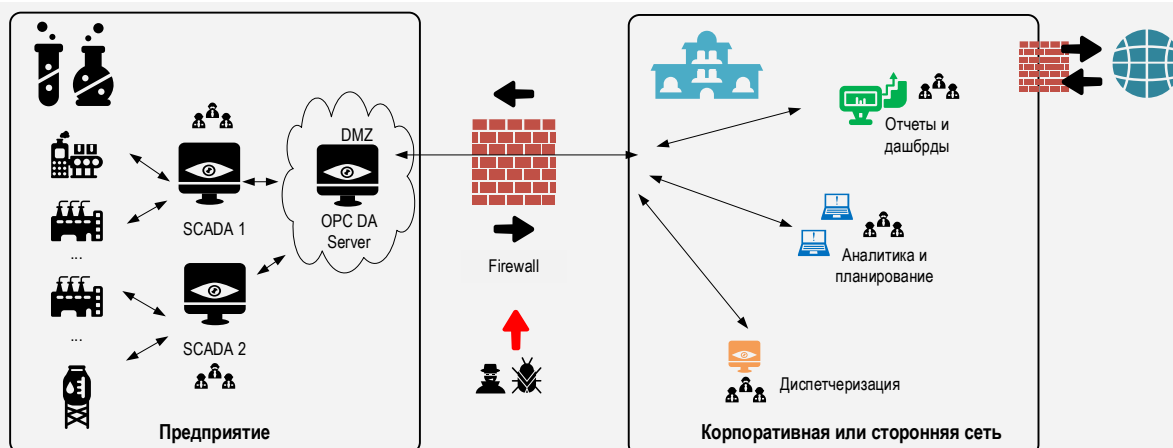 DMZ
OPC DA
Server
SCADA 1
...
...
SCADA 2
Предприятие
Firewall
Отчеты и
дашбрды
Аналитика и
планирование
Диспетчеризация
Корпоративная или сторонняя сеть